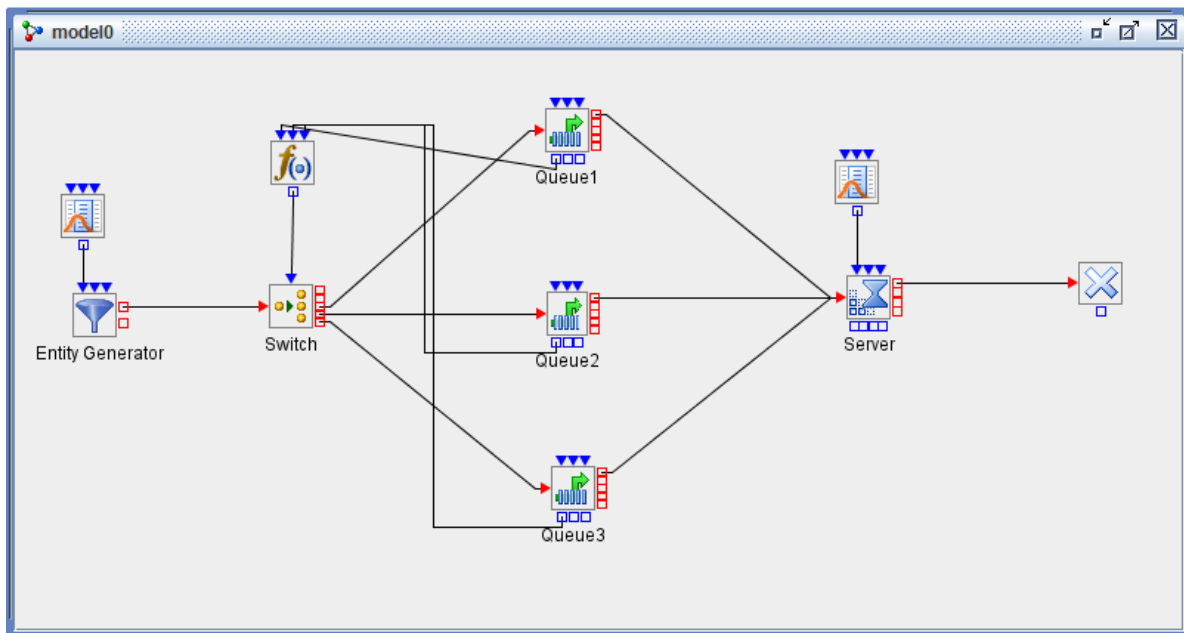 model0
Queue1
f(•)
Entity Generator
Switch
Queue2
Server
Queue3